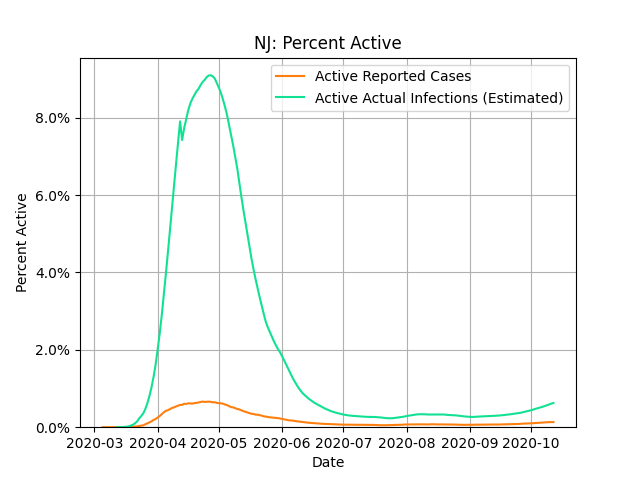 NJ: Percent Active
Active Reported Cases
Active Actual Infections (Estimated)
Percent Active
8.0%
6.0%
4.0%
2.0%
0.0%
2020-03 2020-04 2020-05 2020-06 2020-07 2020-08 2020-09 2020-10
Date